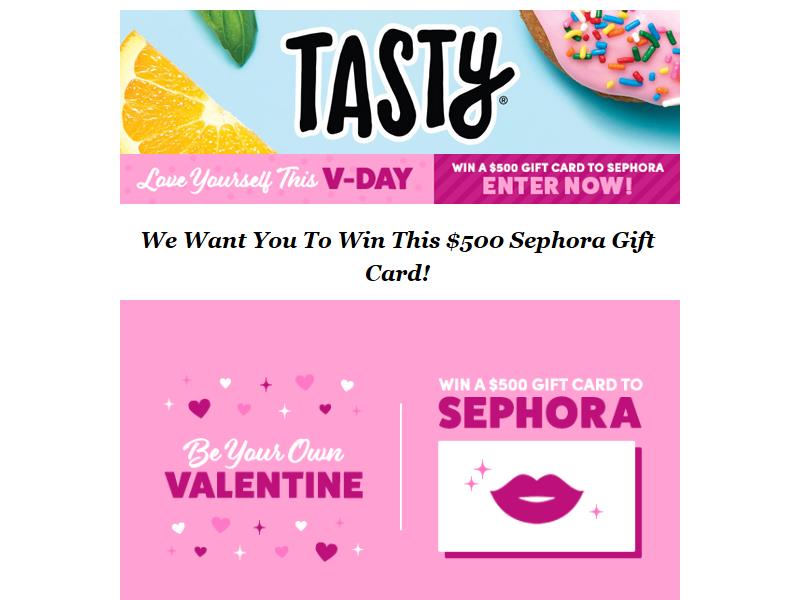 TASTY®
Love Yourself This V-DAY
WIN A $500 GIFT CARD TO SEPHORA
ENTER NOW!
We Want You To Win This $500 Sephora Gift
Card!
Be Your Own
VALENTINE
WIN A $500 GIFT CARD TO
SEPHORA